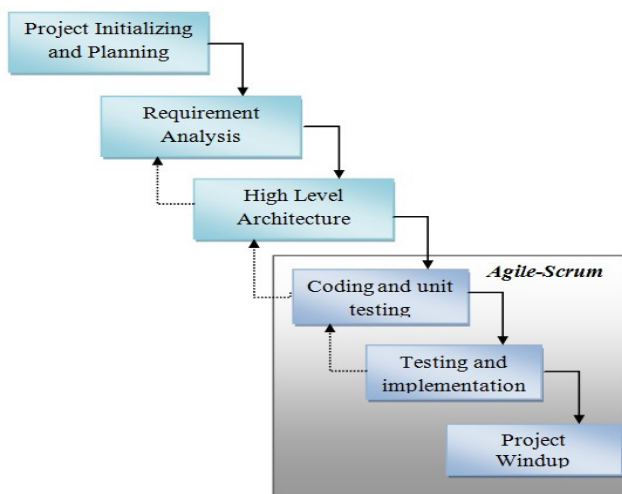 Project Initializing
and Planning
Requirement
Analysis
High Level
Architecture
Agile-Scrum
Coding and unit
testing
Testing and
implementation
Project
Windup